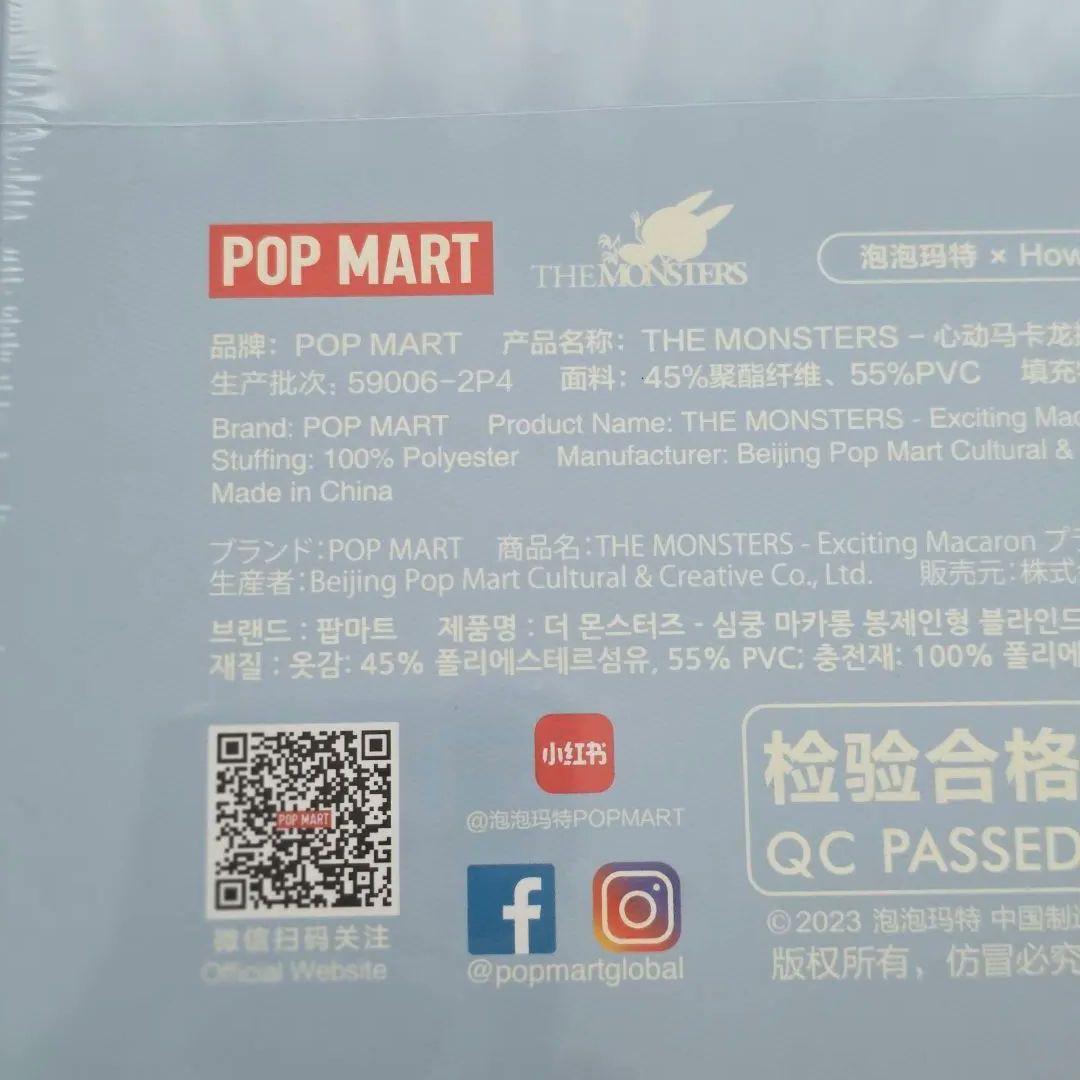 POP MART
THE MONSTERS
泡泡玛特 × How
品牌：POP MART 产品名称：THE MONSTERS – 心动马卡龙
生产批次：59006-2P4 面料：45%聚酯纤维、55%PVC 填充
Brand: POP MART Product Name: THE MONSTERS - Exciting Mac
Stuffing: 100% Polyester Manufacturer: Beijing Pop Mart Cultural &
Made in China
ブランド：POP MART 商品名：THE MONSTERS - Exciting Macaron プラ
生産者：Beijing Pop Mart Cultural & Creative Co., Ltd. 販売元：株式
브랜드 : 팝마트 제품명 : 더 몬스터즈 - 심쿵 마카롱 봉제인형 블라인드
재질 : 옷감: 45% 폴리에스테르섬유, 55% PVC; 충전재: 100% 폴리에
POP MART
微信扫码关注
Official Website
小红书
@泡泡玛特POPMART
@popmartglobal
检验合格
QC PASSED
©2023 泡泡玛特 中国制造
版权所有，仿冒必究